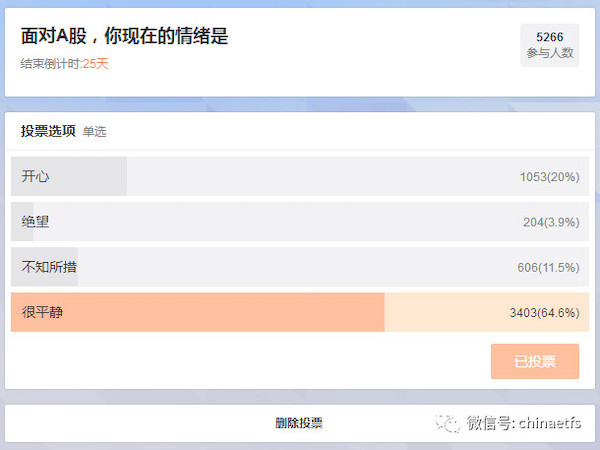 面对A股，你现在的情绪是
5266
参与人数
结束倒计时:25天
投票选项 单选
开心 1053(20%)
绝望 204(3.9%)
不知所措 606(11.5%)
很平静 3403(64.6%)
已投票
删除投票
微信号: chinaetfs